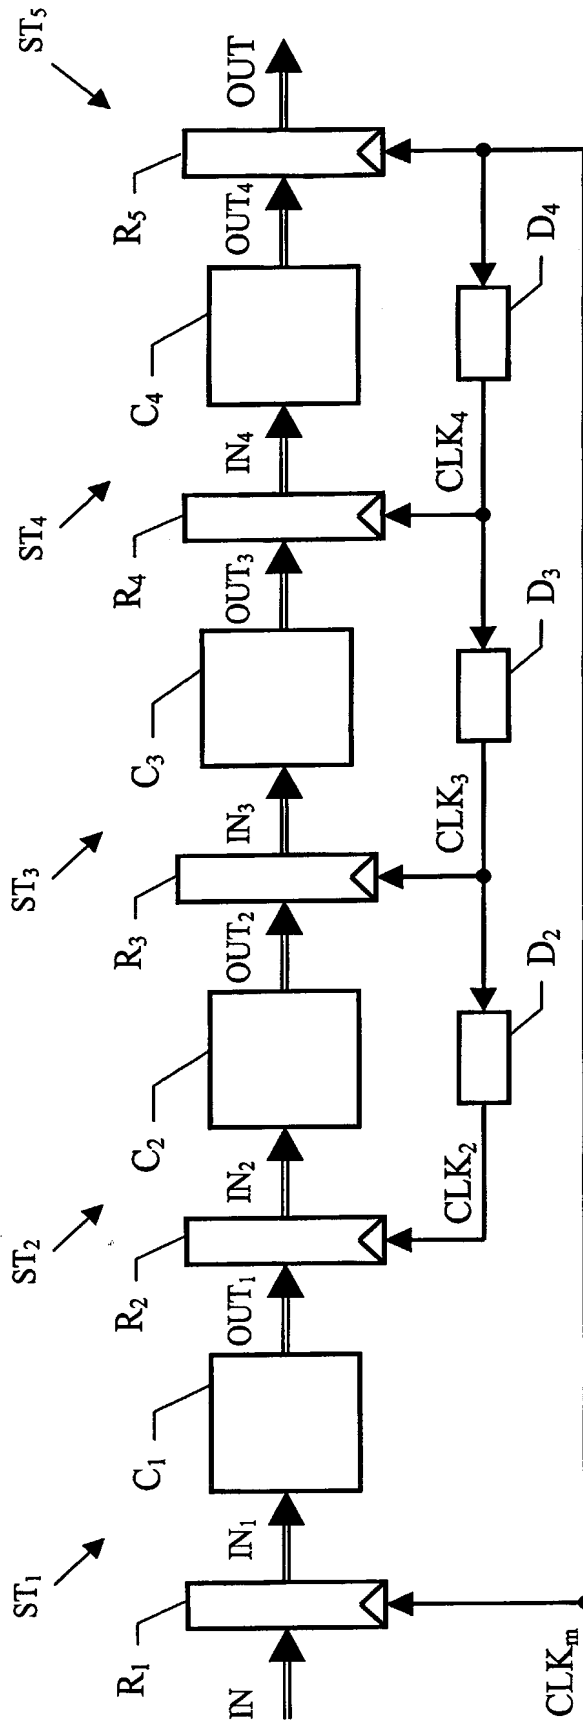 ST₁
ST₂
ST₃
ST₄
ST₅
R₁
C₁
R₂
C₂
R₃
C₃
R₄
C₄
R₅
IN
IN₁
OUT₁
IN₂
OUT₂
IN₃
OUT₃
IN₄
OUT₄
OUT
CLK₂
CLK₃
CLK₄
D₂
D₃
D₄
CLKₘ